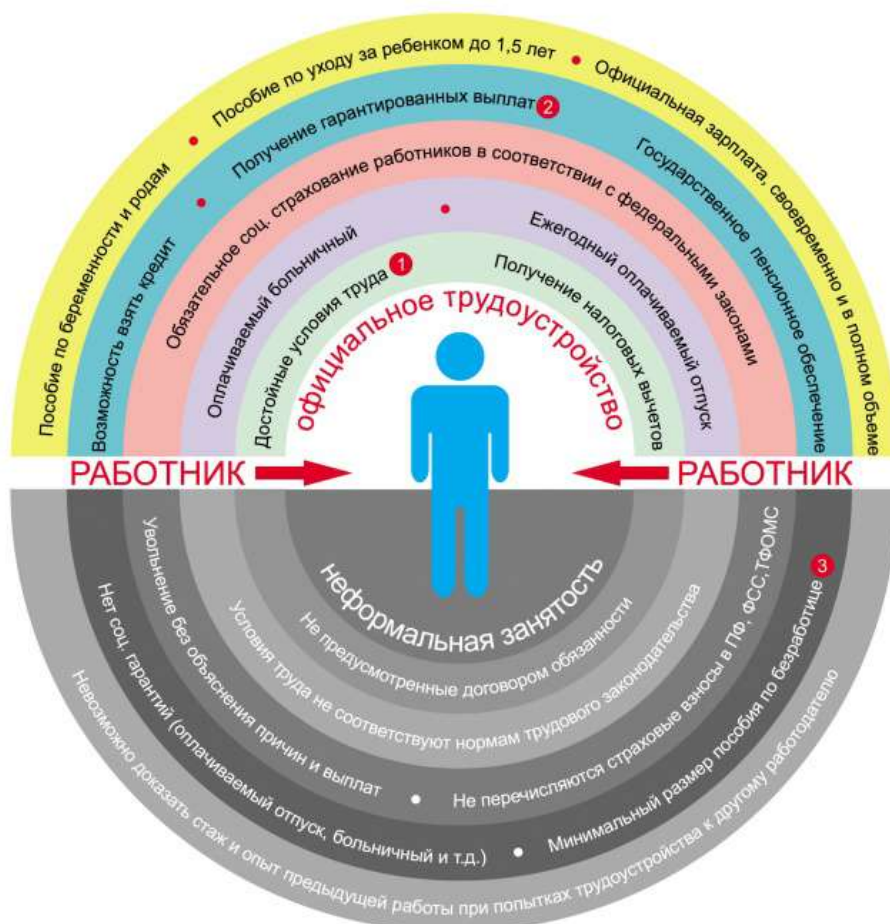 Пособие по беременности и родам • Пособие по уходу за ребенком до 1,5 лет • Официальная зарплата, своевременно и в полном объеме
Возможность взять кредит • Получение гарантированных выплат 2 Государственное пенсионное обеспечение
Обязательное соц. страхование работников в соответствии с федеральными законами
Оплачиваемый больничный • Ежегодный оплачиваемый отпуск
Достойные условия труда 1 Получение налоговых вычетов
официальное трудоустройство
РАБОТНИК РАБОТНИК
неформальная занятость
Не предусмотренные договором обязанности
Условия труда не соответствуют нормам трудового законодательства
Увольнение без объяснения причин и выплат • Не перечисляются страховые взносы в ПФ, ФСС,ТФОМС
Нет соц. гарантий (оплачиваемый отпуск, больничный и т.д.) • Минимальный размер пособия по безработице 3
Невозможно доказать стаж и опыт предыдущей работы при попытках трудоустройства к другому работодателю